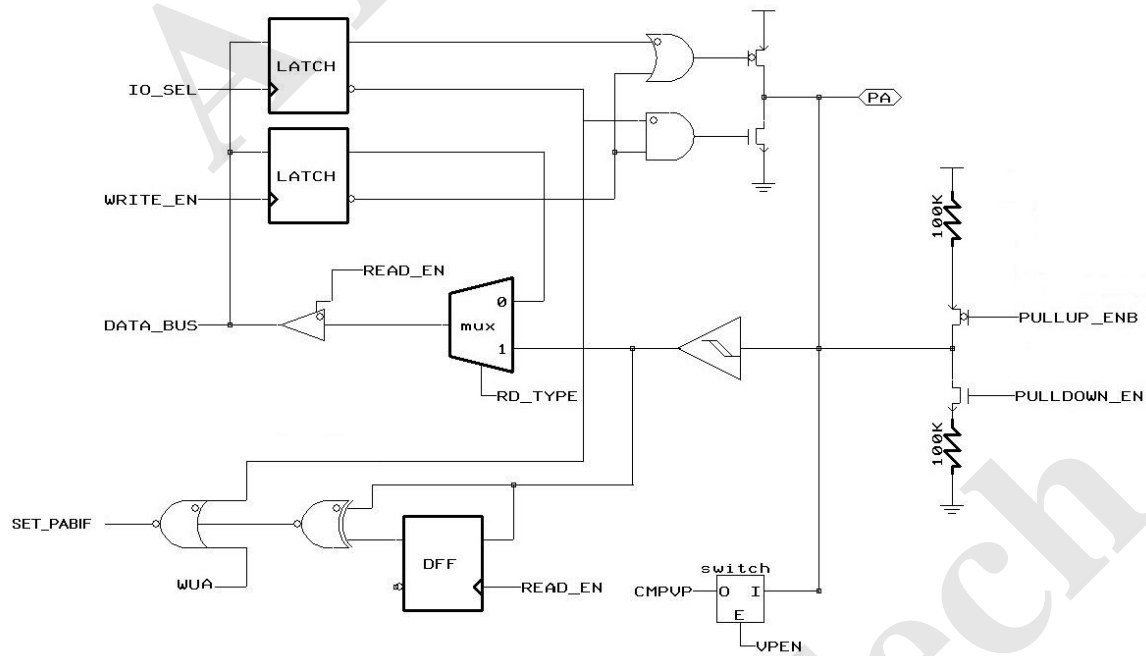 LATCH
IO_SEL
PA
LATCH
WRITE_EN
100K
READ_EN
0
DATA_BUS
mux
PULLUP_ENB
1
RD_TYPE
PULLDOWN_EN
100K
SET_PABIF
DFF
switch
WUA
READ_EN
CMPVP
O I
E
VPEN
ech